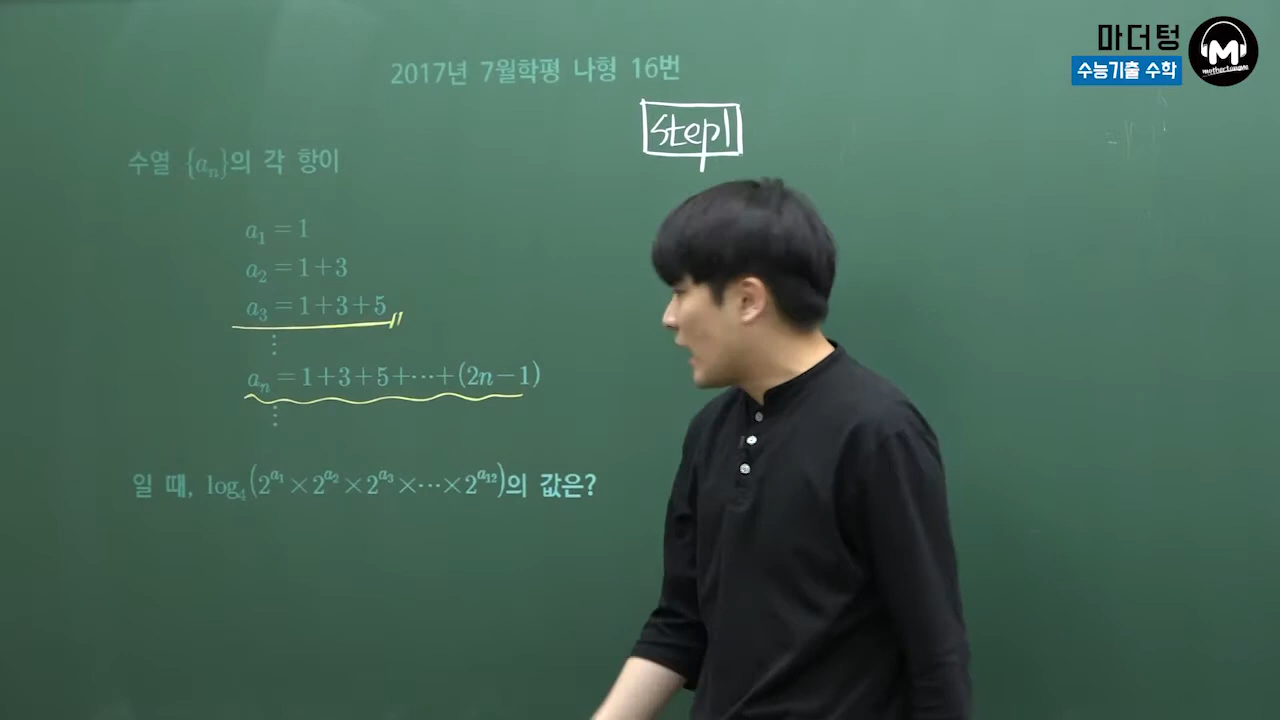 마더텅
수능기출 수학
M
mothertongue
2017년 7월학평 나형 16번
Step1
수열 {aₙ}의 각 항이
a₁ = 1
a₂ = 1+3
a₃ = 1+3+5
⋮
aₙ = 1+3+5+⋯+(2n−1)
⋮
일 때, log₄(2^{a₁}×2^{a₂}×2^{a₃}×⋯×2^{a₁₂})의 값은?